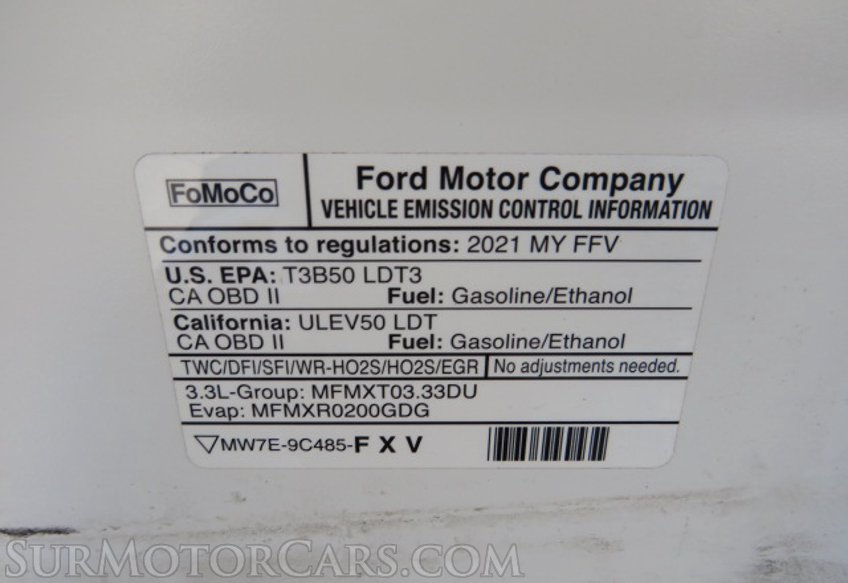 FoMoCo
Ford Motor Company
VEHICLE EMISSION CONTROL INFORMATION
Conforms to regulations: 2021 MY FFV
U.S. EPA: T3B50 LDT3
CA OBD II Fuel: Gasoline/Ethanol
California: ULEV50 LDT
CA OBD II Fuel: Gasoline/Ethanol
TWC/DFI/SFI/WR-HO2S/HO2S/EGR No adjustments needed.
3.3L-Group: MFMXT03.33DU
Evap: MFMXR0200GDG
MW7E-9C485-F X V
SurMotorCars.com